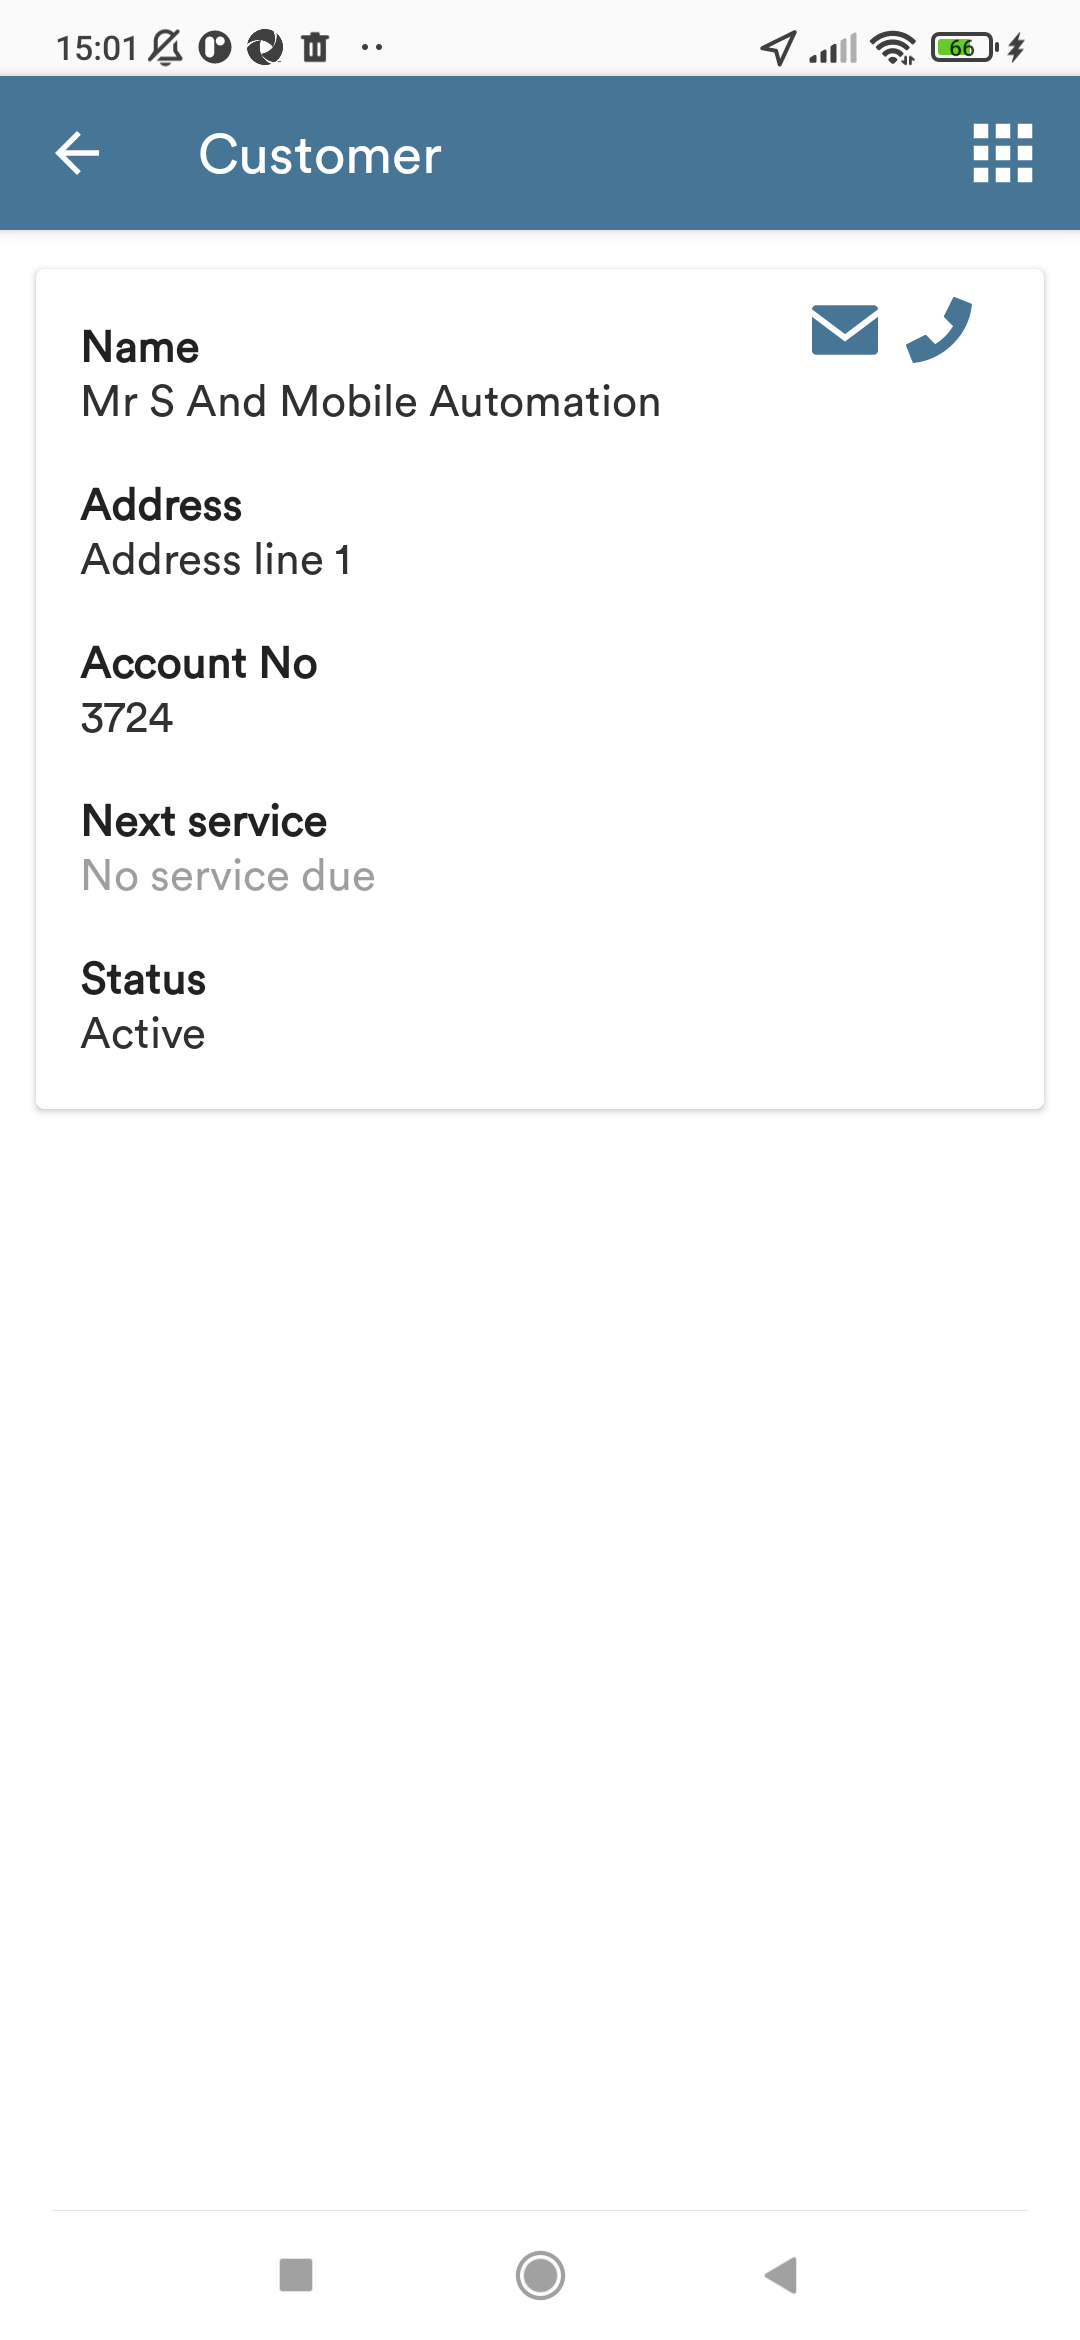 15:01
66
Customer
Name
Mr S And Mobile Automation
Address
Address line 1
Account No
3724
Next service
No service due
Status
Active